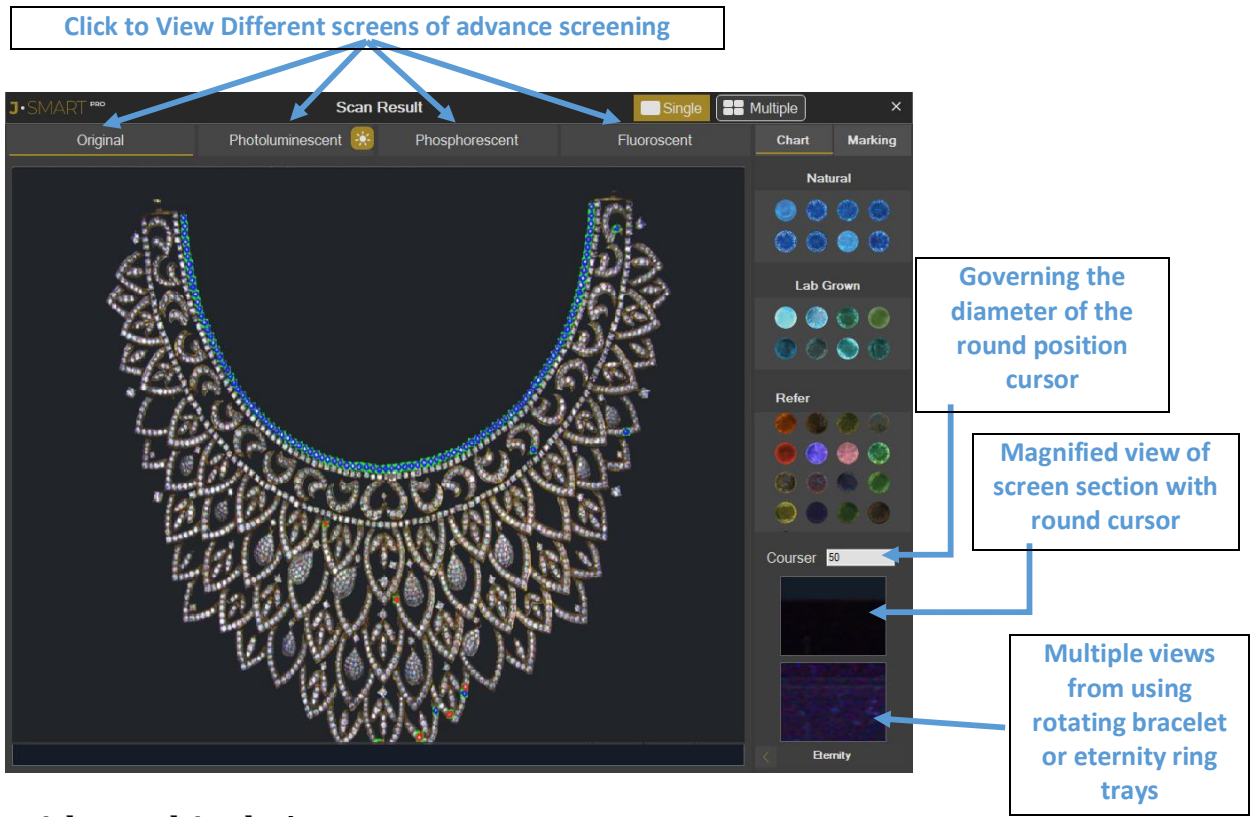 Click to View Different screens of advance screening
J•SMART PRO
Scan Result
Single
Multiple
×
Original
Photoluminescent
Phosphorescent
Fluoroscent
Chart
Marking
Natural
Lab Grown
Refer
Courser 50
Eternity
Governing the
diameter of the
round position
cursor
Magnified view of
screen section with
round cursor
Multiple views
from using
rotating bracelet
or eternity ring
trays